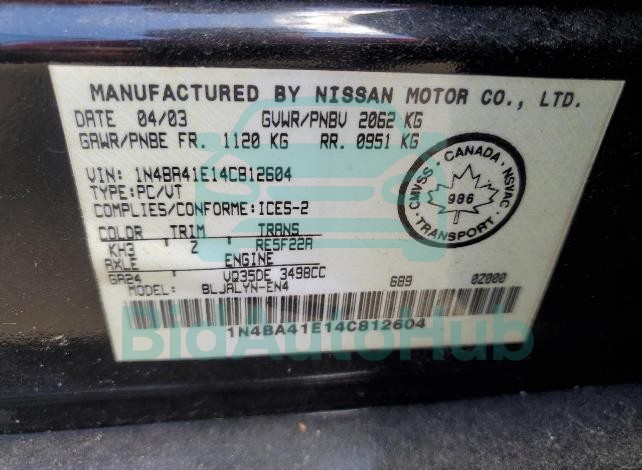 MANUFACTURED BY NISSAN MOTOR CO., LTD.
DATE 04/03 GVWR/PNBV 2062 KG
GAWR/PNBE FR. 1120 KG RR. 0951 KG
VIN: 1N4BA41E14C812604
TYPE:PC/VT
COMPLIES/CONFORME:ICES-2
CMVSS · CANADA · NSVAC
986
· TRANSPORT ·
COLOR TRIM TRANS
KH3 Z RE5F22A
AXLE ENGINE
GR24 VQ35DE 3498CC
MODEL: BLJALYN-EN4 6B9 0Z000
1N4BA41E14C812604
BidAutoHub